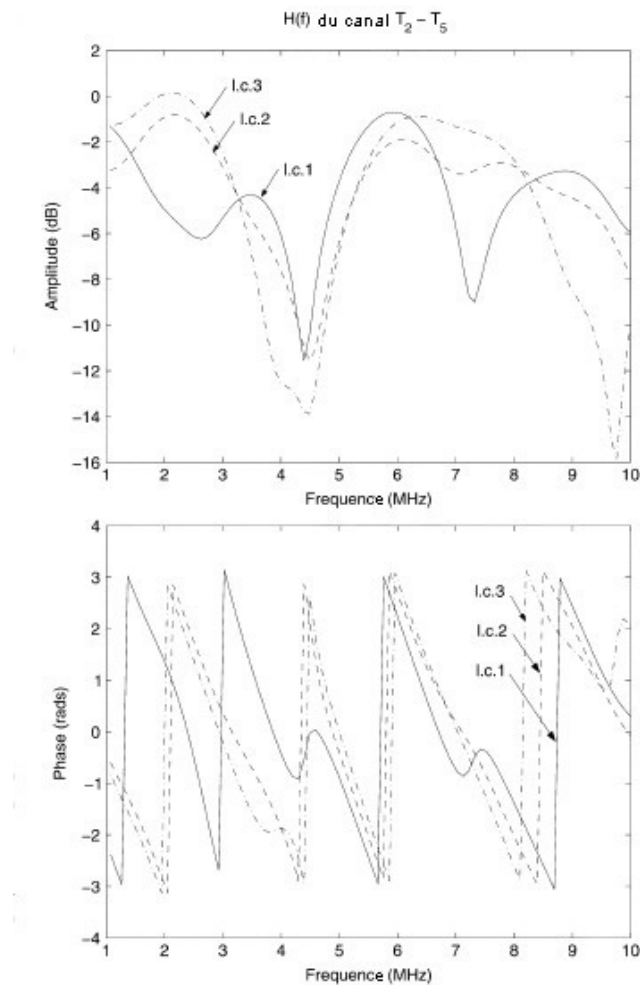 H(f) du canal T₂ − T₅
2
0
−2
−4
−6
−8
−10
−12
−14
−16
Amplitude (dB)
l.c.3
l.c.2
l.c.1
1 2 3 4 5 6 7 8 9 10
Frequence (MHz)
4
3
2
1
0
−1
−2
−3
−4
Phase (rads)
l.c.3
l.c.2
l.c.1
1 2 3 4 5 6 7 8 9 10
Frequence (MHz)